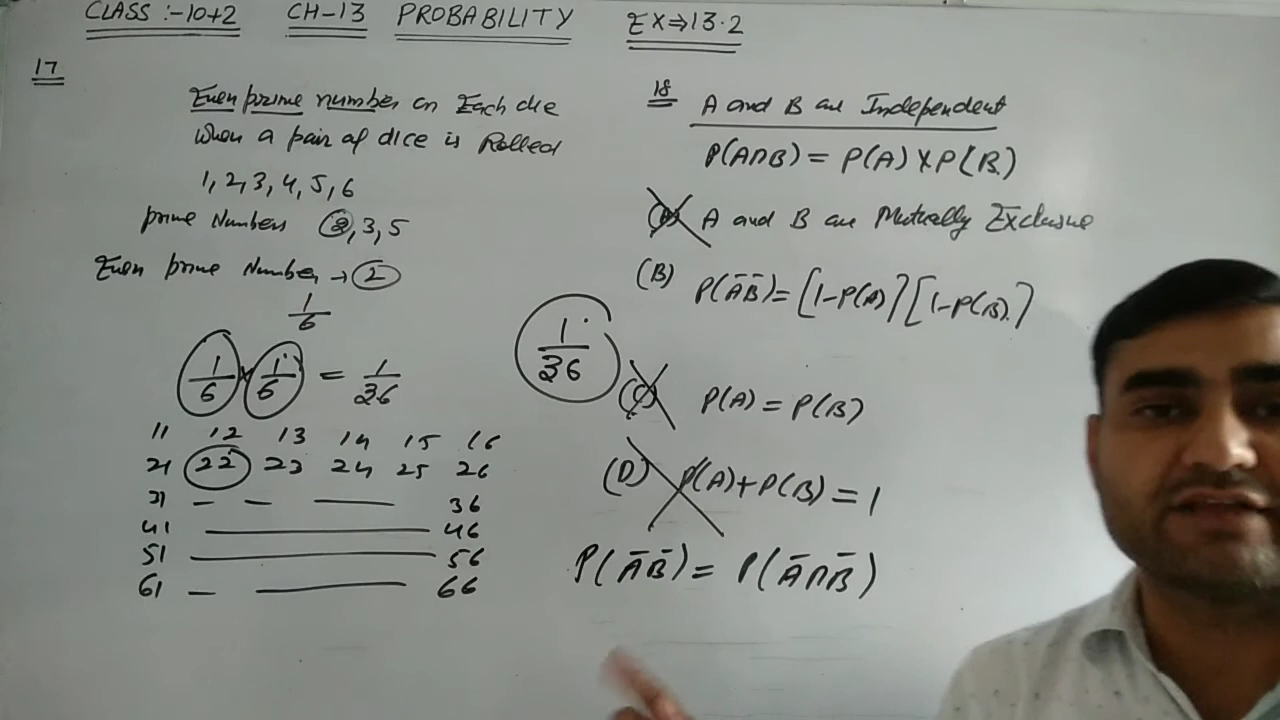 CLASS :-10+2 CH-13 PROBABILITY EX⇒13.2
17
Even prime number on Each die
when a pair of dice is Rolled
1, 2, 3, 4, 5, 6
prime Numbers 2, 3, 5
Even prime Number → 2
1/6
1/6 × 1/6 = 1/36
11 12 13 14 15 16
21 22 23 24 25 26
31 — — — 36
41 — 46
51 — 56
61 — — 66
1/36
18 A and B are Independent
P(A∩B) = P(A) × P(B)
(A) A and B are Mutually Exclusive
(B) P(A̅B̅) = [1-P(A)] [1-P(B)]
(C) P(A) = P(B)
(D) P(A)+P(B) = 1
P(A̅B̅) = P(A̅∩B̅)